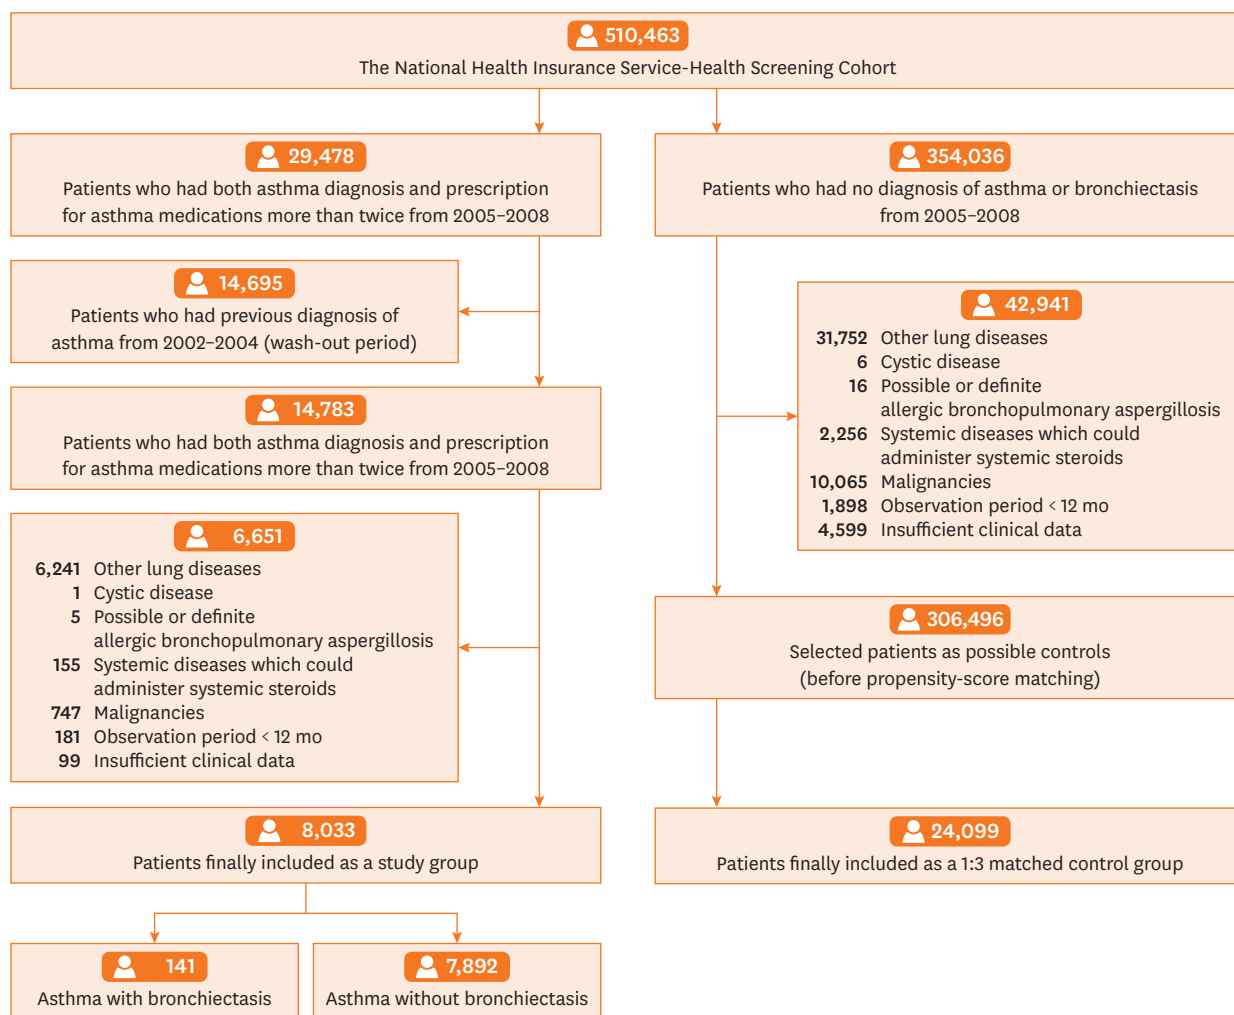 510,463
The National Health Insurance Service-Health Screening Cohort
29,478
Patients who had both asthma diagnosis and prescription
for asthma medications more than twice from 2005–2008
14,695
Patients who had previous diagnosis of
asthma from 2002–2004 (wash-out period)
14,783
Patients who had both asthma diagnosis and prescription
for asthma medications more than twice from 2005–2008
6,651
6,241 Other lung diseases
1 Cystic disease
5 Possible or definite
allergic bronchopulmonary aspergillosis
155 Systemic diseases which could
administer systemic steroids
747 Malignancies
181 Observation period < 12 mo
99 Insufficient clinical data
8,033
Patients finally included as a study group
141
Asthma with bronchiectasis
7,892
Asthma without bronchiectasis
354,036
Patients who had no diagnosis of asthma or bronchiectasis
from 2005–2008
42,941
31,752 Other lung diseases
6 Cystic disease
16 Possible or definite
allergic bronchopulmonary aspergillosis
2,256 Systemic diseases which could
administer systemic steroids
10,065 Malignancies
1,898 Observation period < 12 mo
4,599 Insufficient clinical data
306,496
Selected patients as possible controls
(before propensity-score matching)
24,099
Patients finally included as a 1:3 matched control group